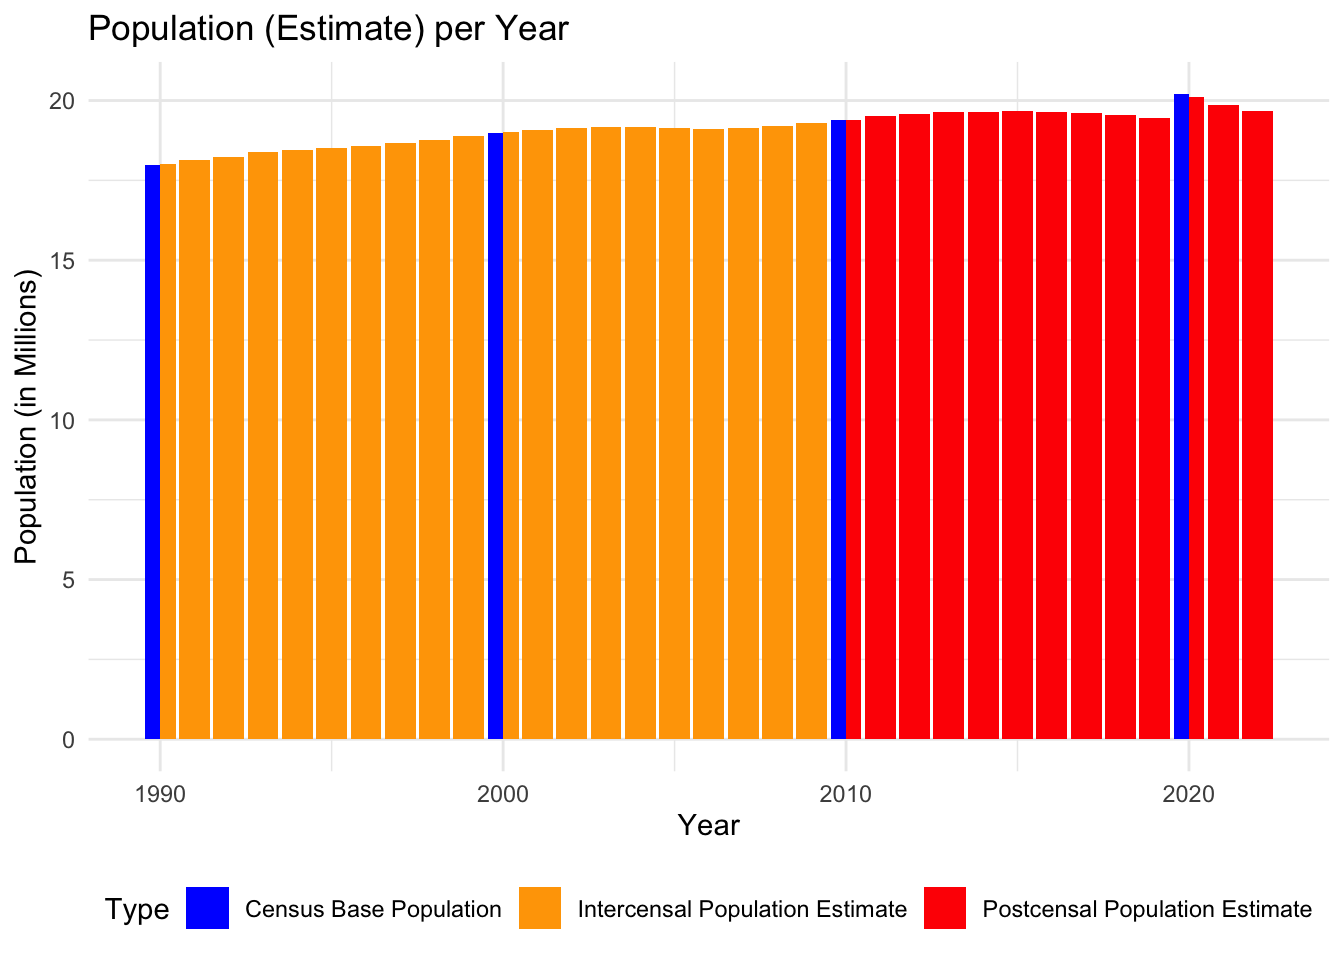 Population (Estimate) per Year
Population (in Millions)
20
15
10
5
0
1990 2000 2010 2020
Year
Type Census Base Population Intercensal Population Estimate Postcensal Population Estimate